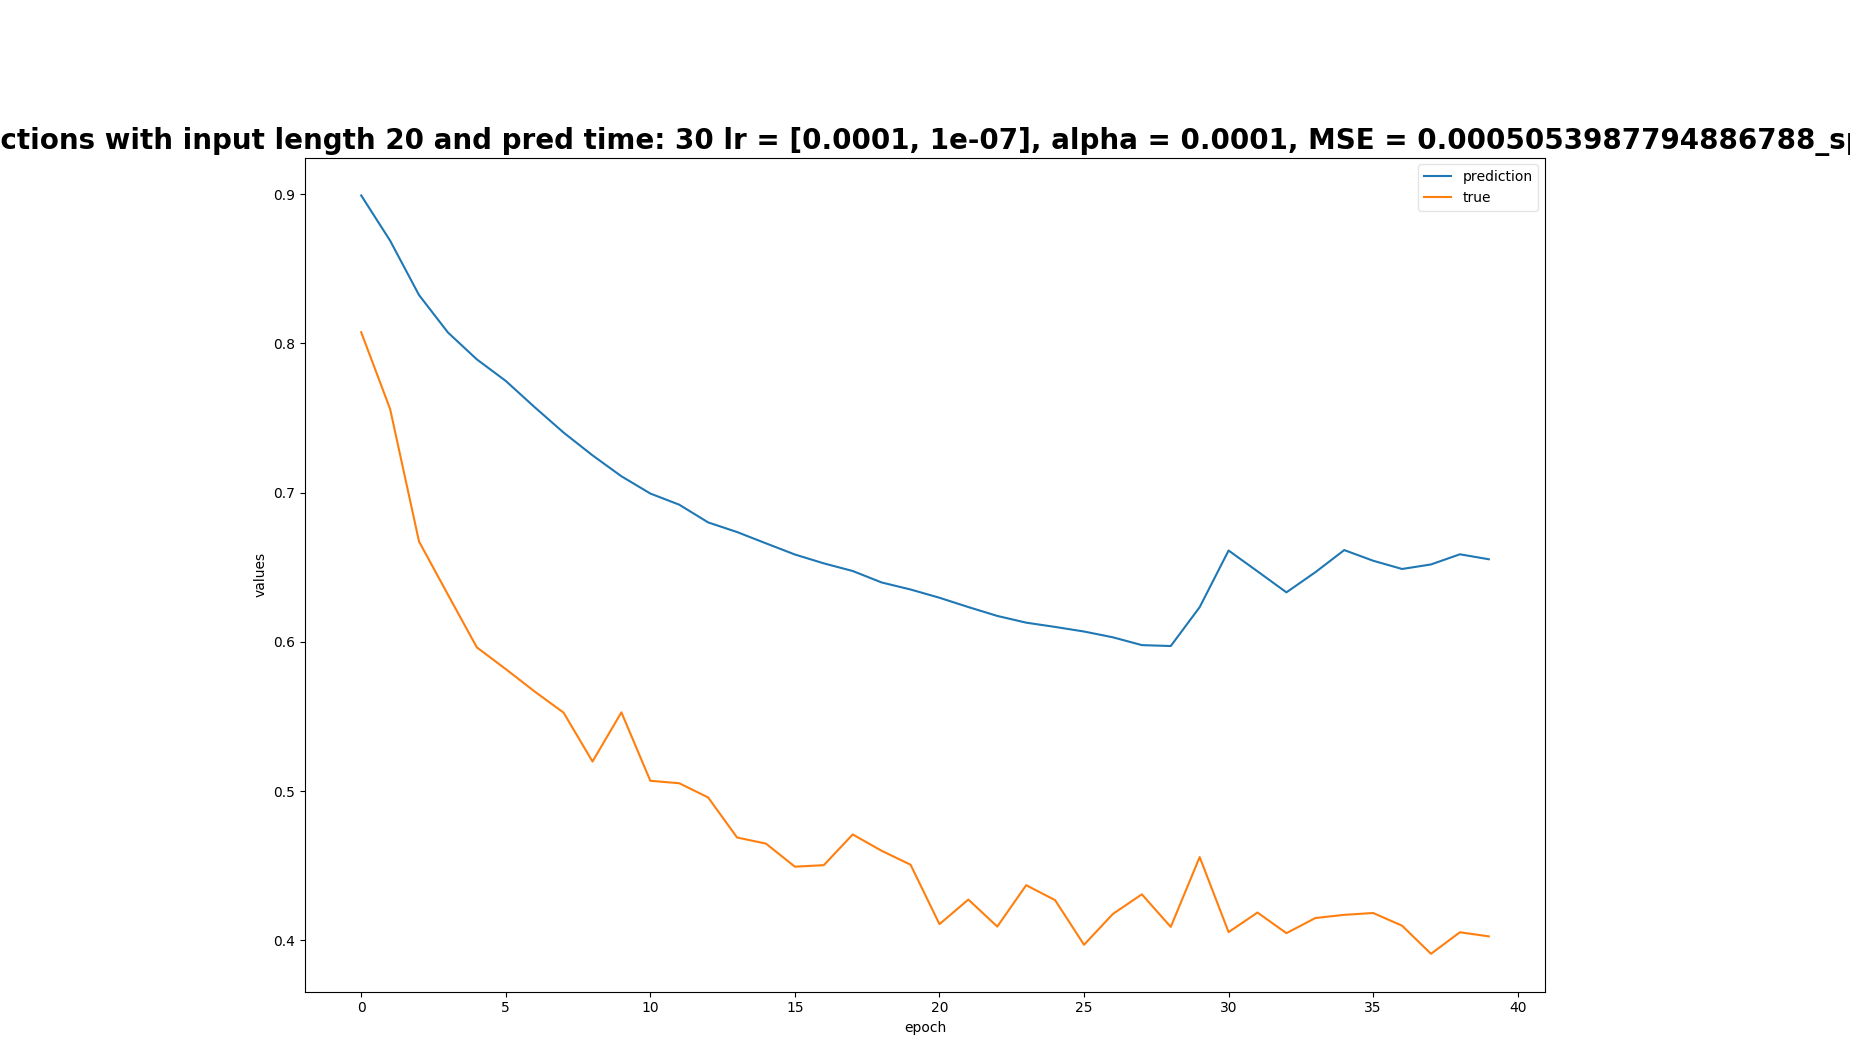 ctions with input length 20 and pred time: 30 lr = [0.0001, 1e-07], alpha = 0.0001, MSE = 0.0005053987794886788_sp
prediction
true
0.9
0.8
0.7
0.6
0.5
0.4
values
0 5 10 15 20 25 30 35 40
epoch